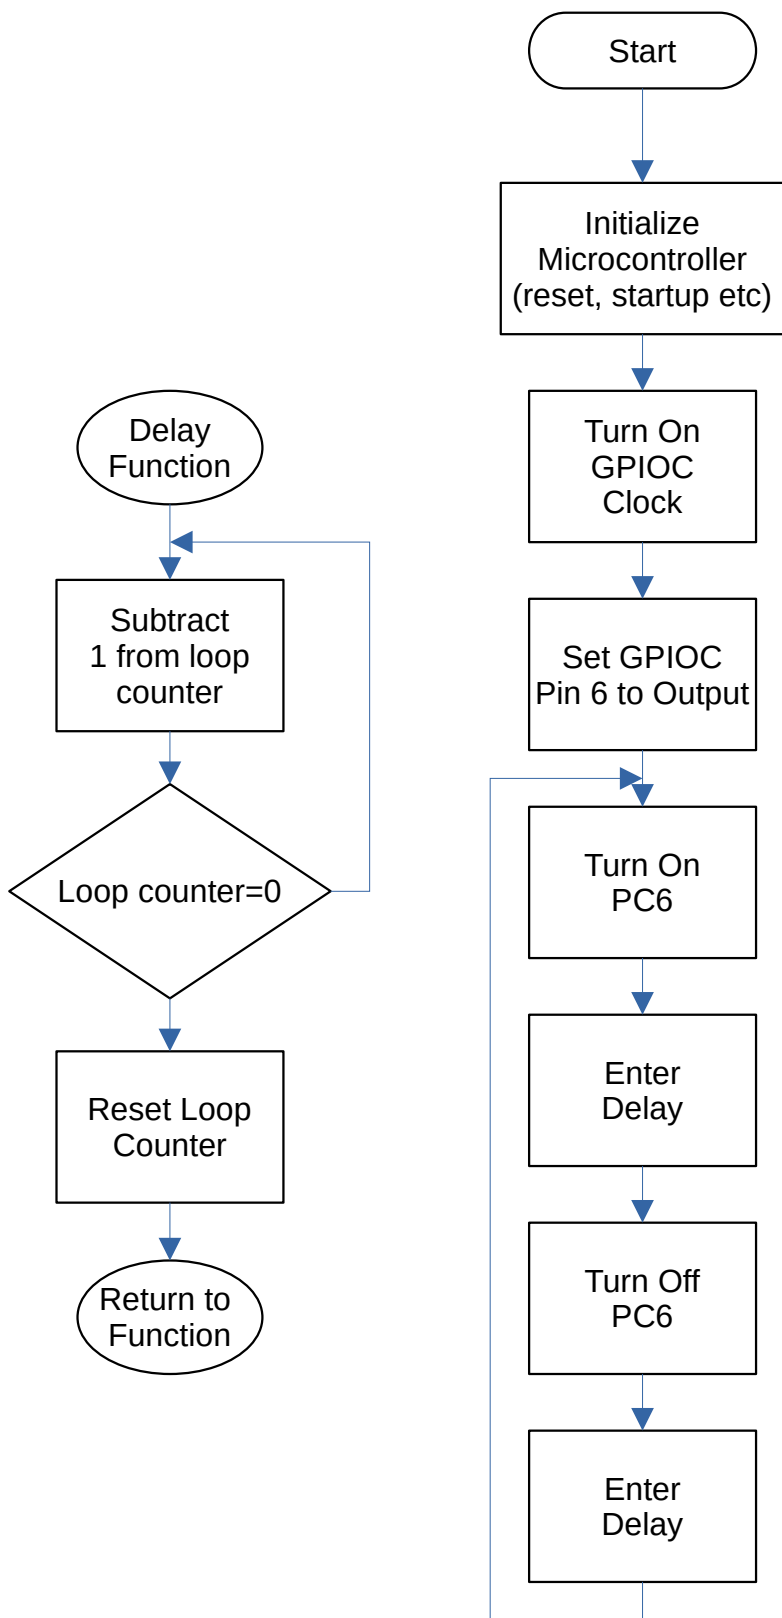 Start
Initialize
Microcontroller
(reset, startup etc)
Turn On
GPIOC
Clock
Set GPIOC
Pin 6 to Output
Turn On
PC6
Enter
Delay
Turn Off
PC6
Enter
Delay
Delay
Function
Subtract
1 from loop
counter
Loop counter=0
Reset Loop
Counter
Return to
Function